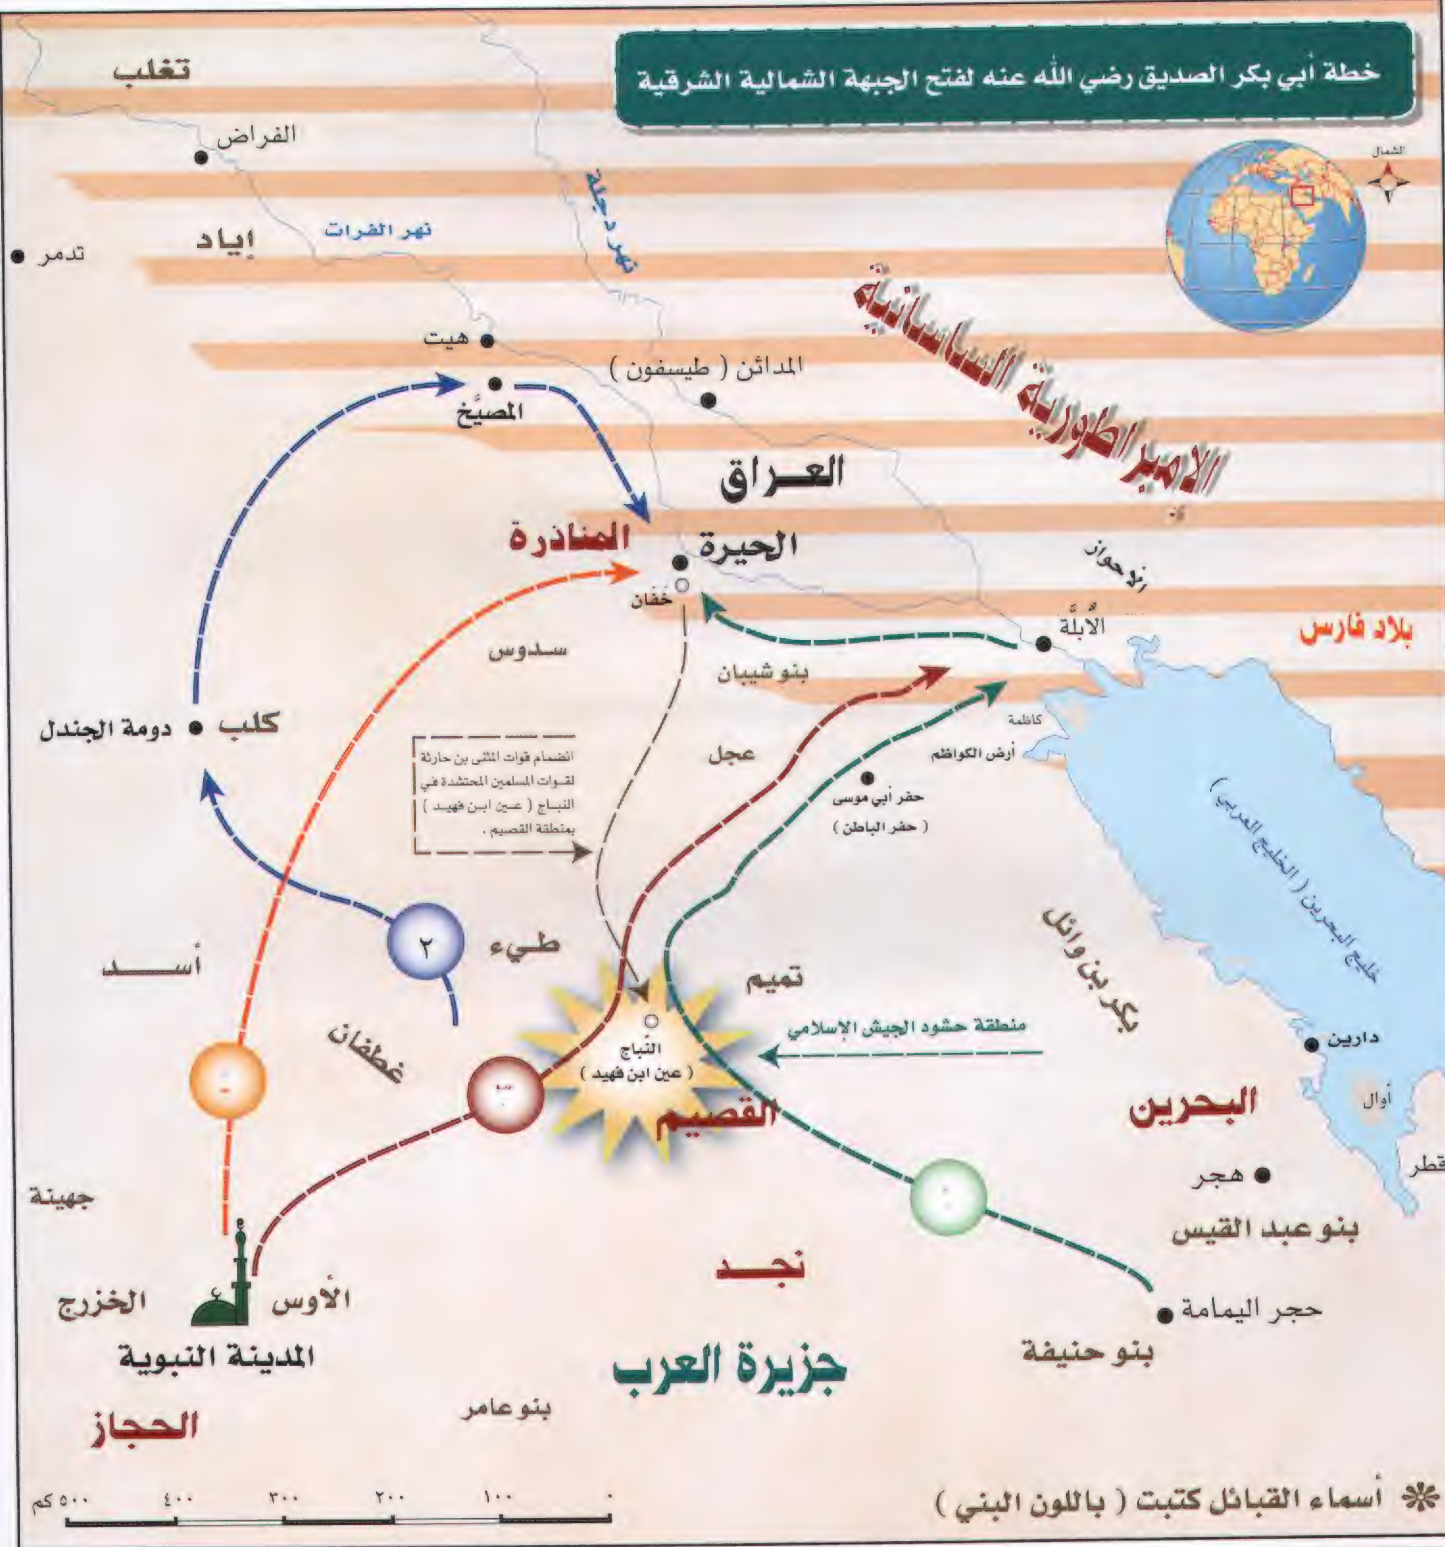 خطة أبي بكر الصديق رضي الله عنه لفتح الجبهة الشمالية الشرقية
الشمال
تغلب
الفراض
نهر دجلة
نهر الفرات
إياد
تدمر
الإمبراطورية الساسانية
هيت
المدائن ( طيسفون )
المصيَّخ
العراق
المناذرة
الحيرة
خفّان
الأحواز
الأُبلَّة
بلاد فارس
سدوس
بنو شيبان
كاظمة
أرض الكواظم
دومة الجندل
كلب
عجل
انضمام قوات المثنى بن حارثة
لقوات المسلمين المحتشدة في
النباج ( عين ابن فهيد )
بمنطقة القصيم .
حفر أبي موسى
( حفر الباطن )
خليج البحرين ( الخليج العربي )
٢
طيء
أسد
تميم
بكر بن وائل
غطفان
النباج
( عين ابن فهيد )
القصيم
منطقة حشود الجيش الإسلامي
دارين
أوال
البحرين
قطر
هجر
جهينة
بنو عبد القيس
نجد
الخزرج
الأوس
حجر اليمامة
المدينة النبوية
بنو حنيفة
جزيرة العرب
بنو عامر
الحجاز
٠ ١٠٠ ٢٠٠ ٣٠٠ ٤٠٠ ٥٠٠ كم
أسماء القبائل كتبت ( باللون البني )